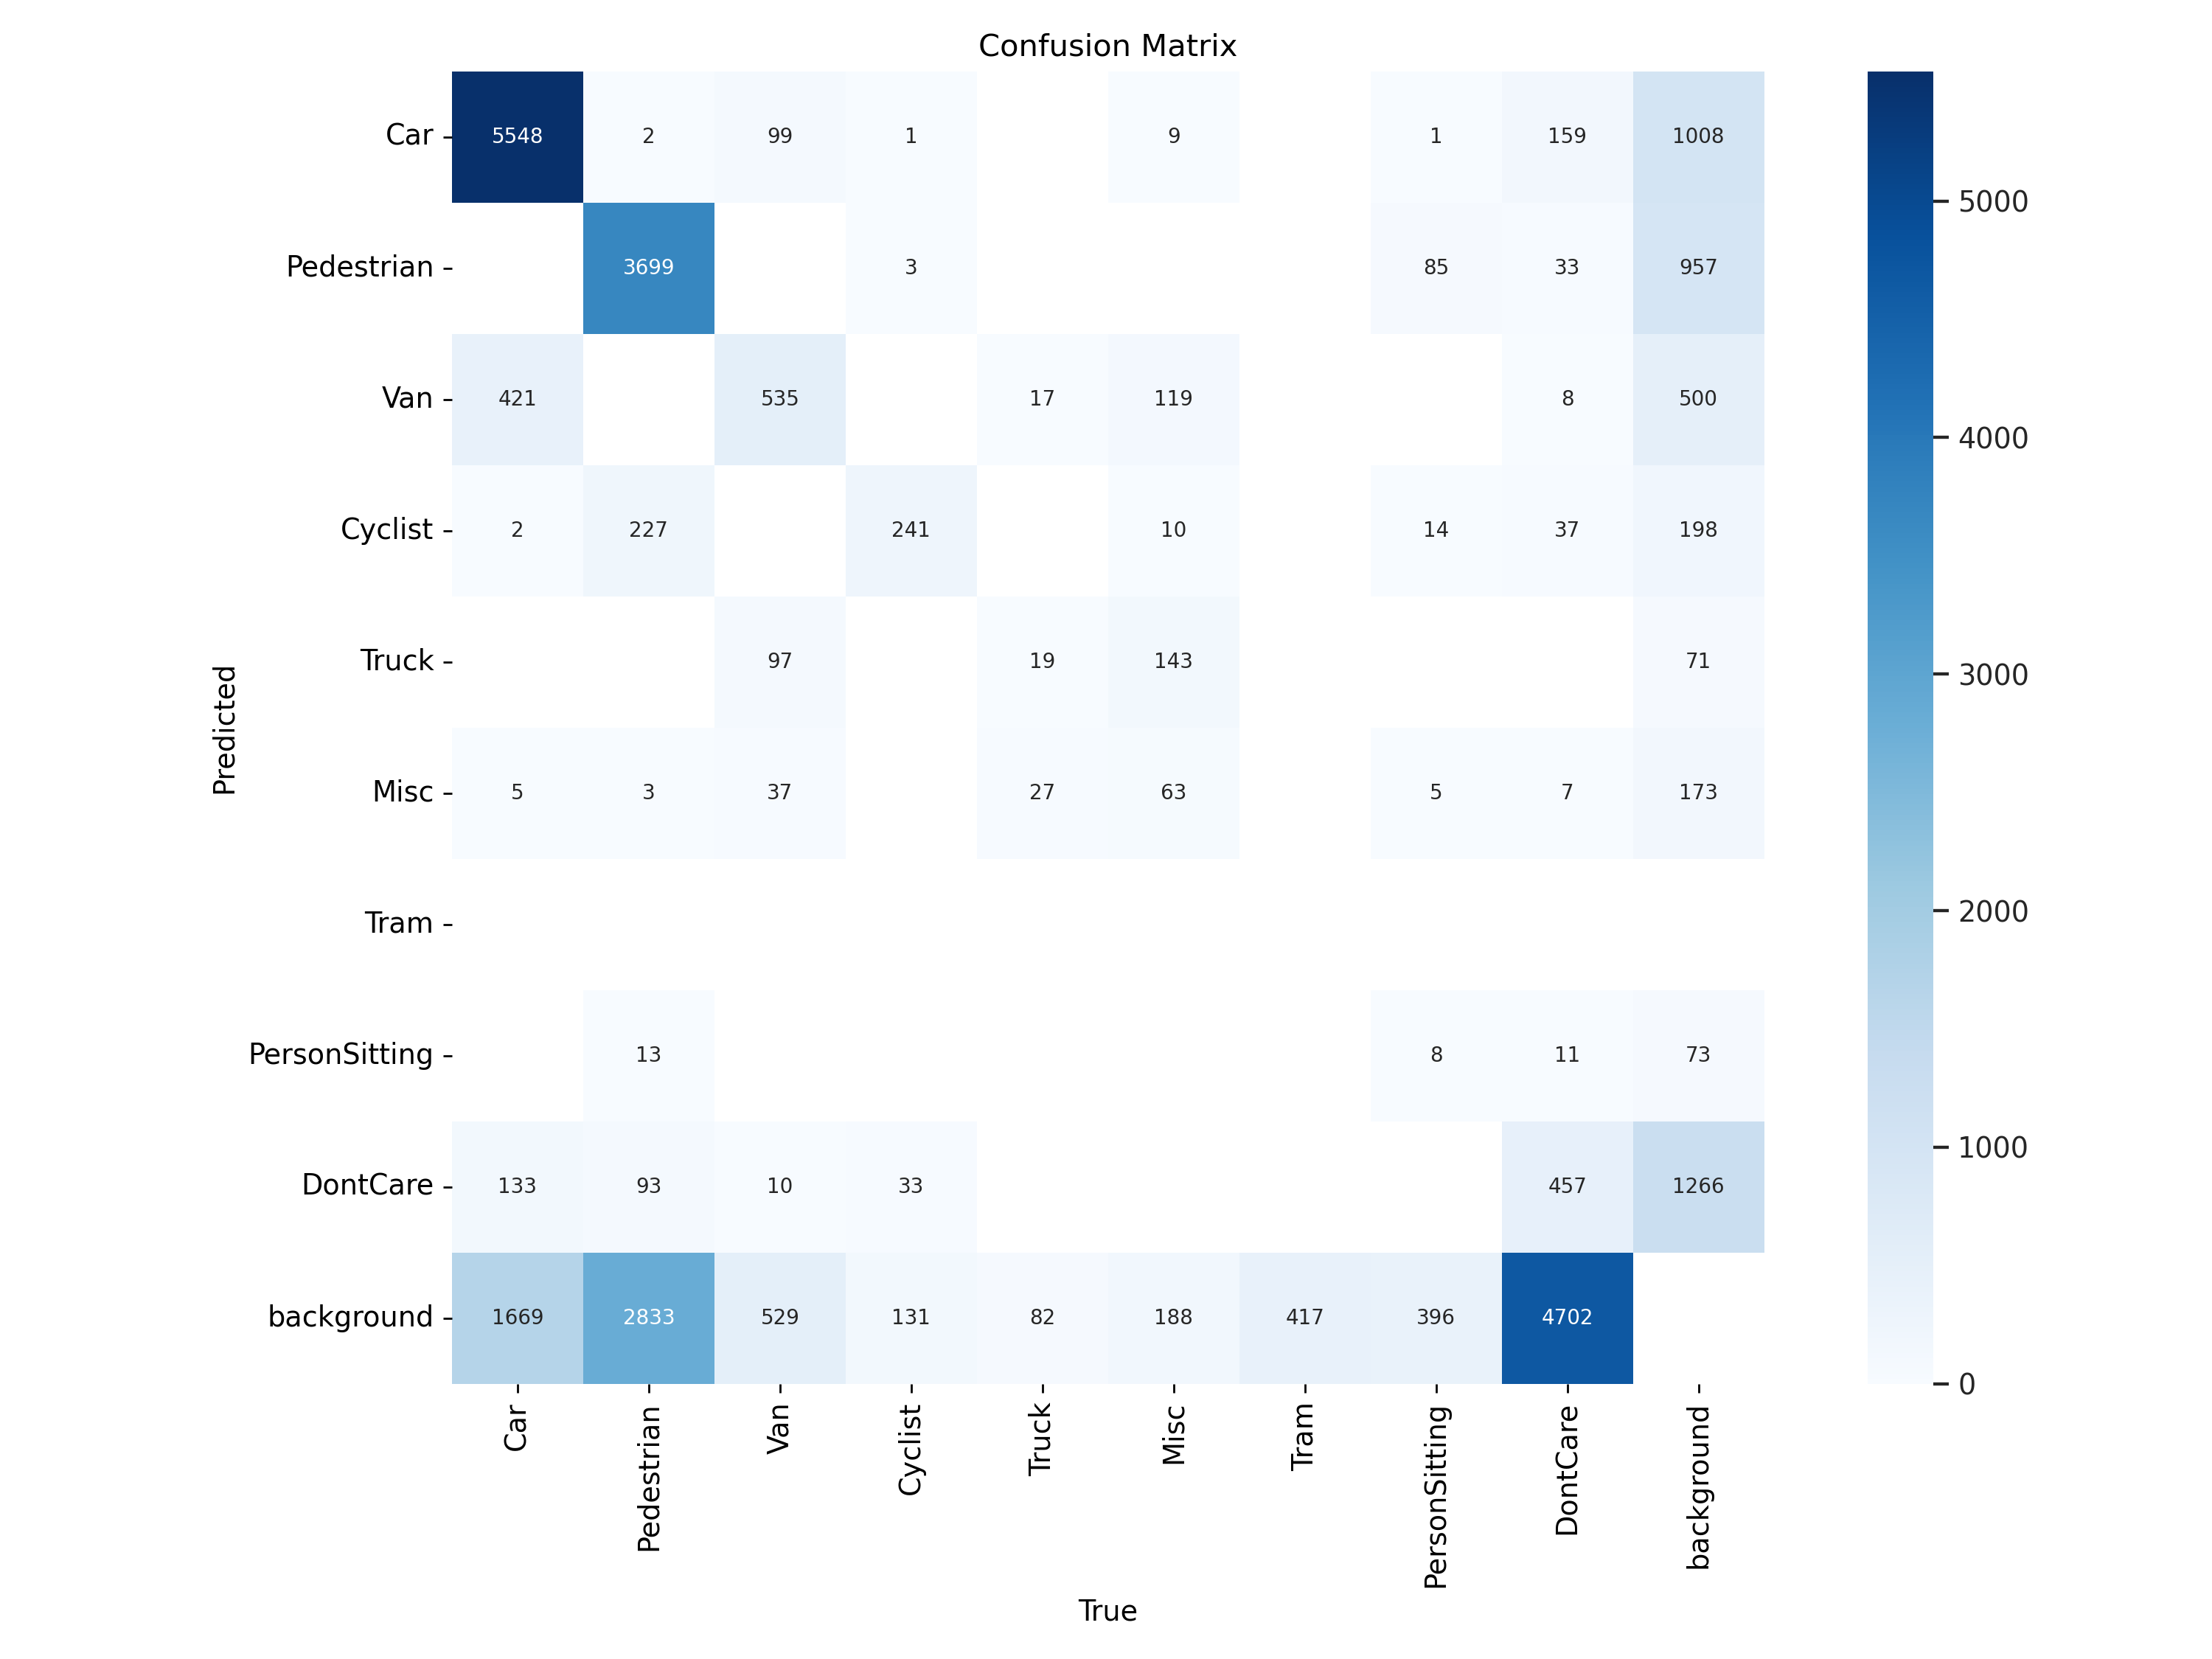 Confusion Matrix
Car 5548 2 99 1 9 1 159 1008
Pedestrian 3699 3 85 33 957
Van 421 535 17 119 8 500
Cyclist 2 227 241 10 14 37 198
Truck 97 19 143 71
Misc 5 3 37 27 63 5 7 173
Tram
PersonSitting 13 8 11 73
DontCare 133 93 10 33 457 1266
background 1669 2833 529 131 82 188 417 396 4702
Predicted
Car Pedestrian Van Cyclist Truck Misc Tram PersonSitting DontCare background
True
5000
4000
3000
2000
1000
0